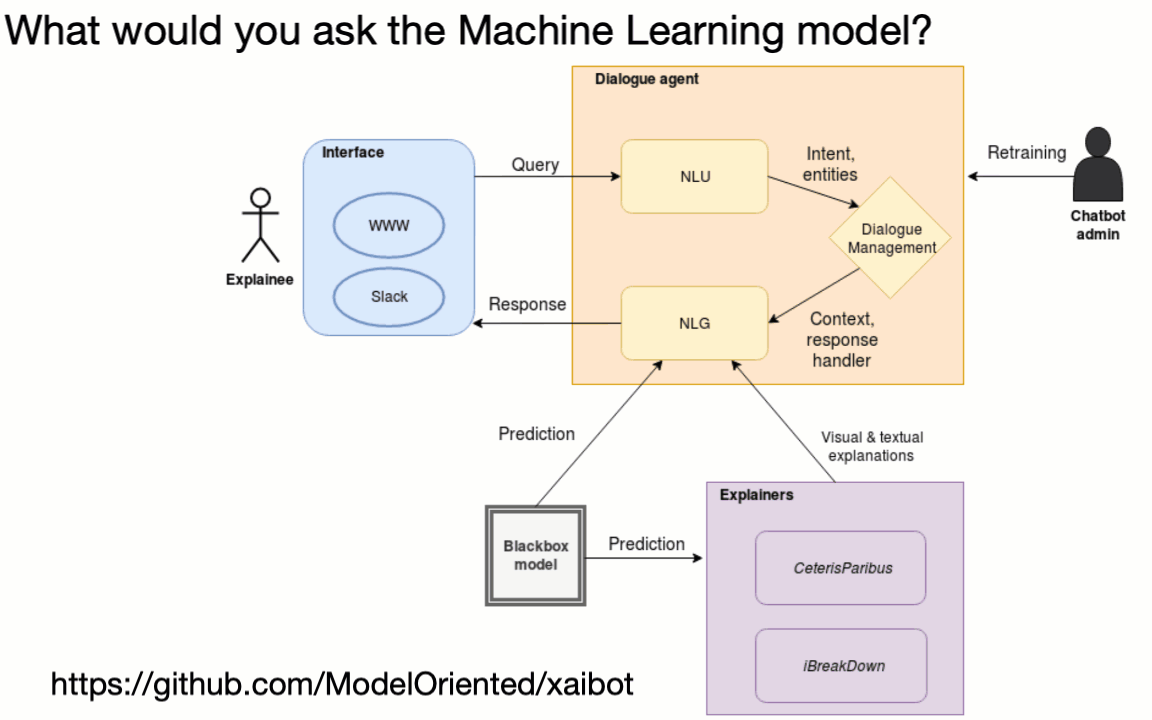 What would you ask the Machine Learning model?
Dialogue agent
Interface
Query
NLU
Intent,
entities
Retraining
WWW
Dialogue
Management
Chatbot
admin
Explainee
Slack
Response
NLG
Context,
response
handler
Prediction
Visual & textual
explanations
Explainers
Blackbox
model
Prediction
CeterisParibus
iBreakDown
https://github.com/ModelOriented/xaibot